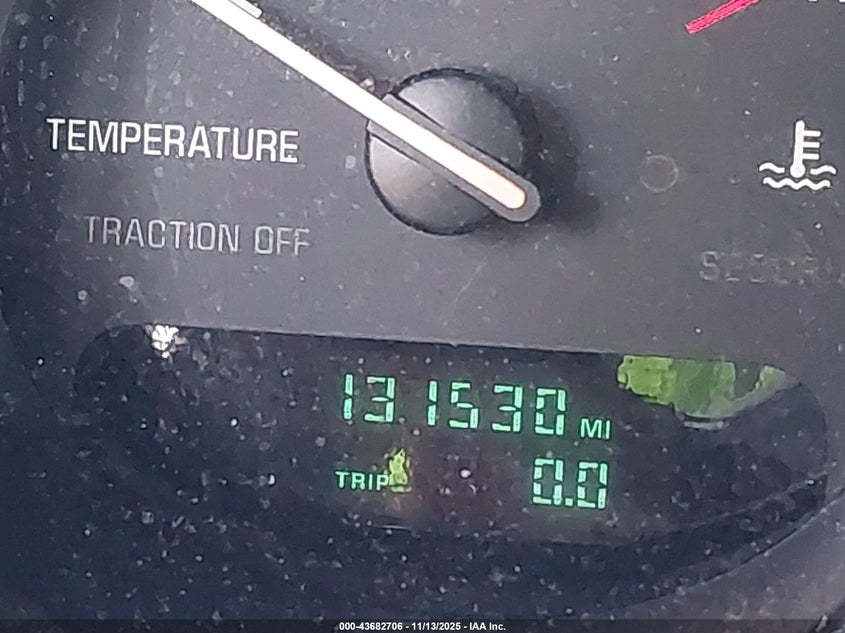 TEMPERATURE
TRACTION OFF
131530 MI
TRIP 0.0
000-43682706 - 11/13/2025 - IAA Inc.